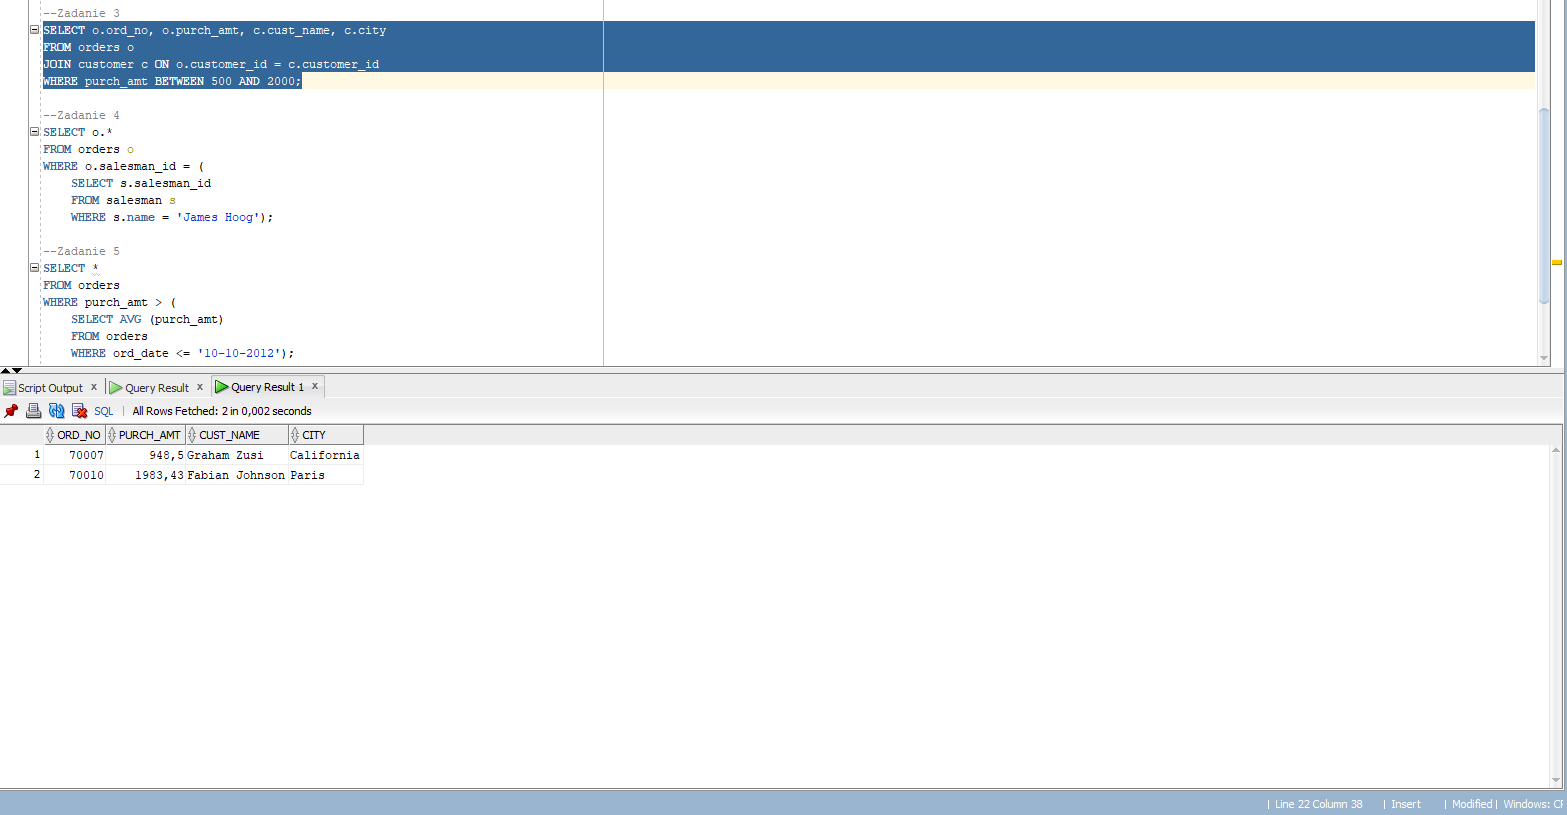 --Zadanie 3
SELECT o.ord_no, o.purch_amt, c.cust_name, c.city
FROM orders o
JOIN customer c ON o.customer_id = c.customer_id
WHERE purch_amt BETWEEN 500 AND 2000;
--Zadanie 4
SELECT o.*
FROM orders o
WHERE o.salesman_id = (
SELECT s.salesman_id
FROM salesman s
WHERE s.name = 'James Hoog');
--Zadanie 5
SELECT *
FROM orders
WHERE purch_amt > (
SELECT AVG (purch_amt)
FROM orders
WHERE ord_date <= '10-10-2012');
Script Output x Query Result x Query Result 1 x
SQL | All Rows Fetched: 2 in 0,002 seconds
ORD_NO PURCH_AMT CUST_NAME CITY
1 70007 948,5 Graham Zusi California
2 70010 1983,43 Fabian Johnson Paris
| Line 22 Column 38 | Insert | Modified | Windows: CF